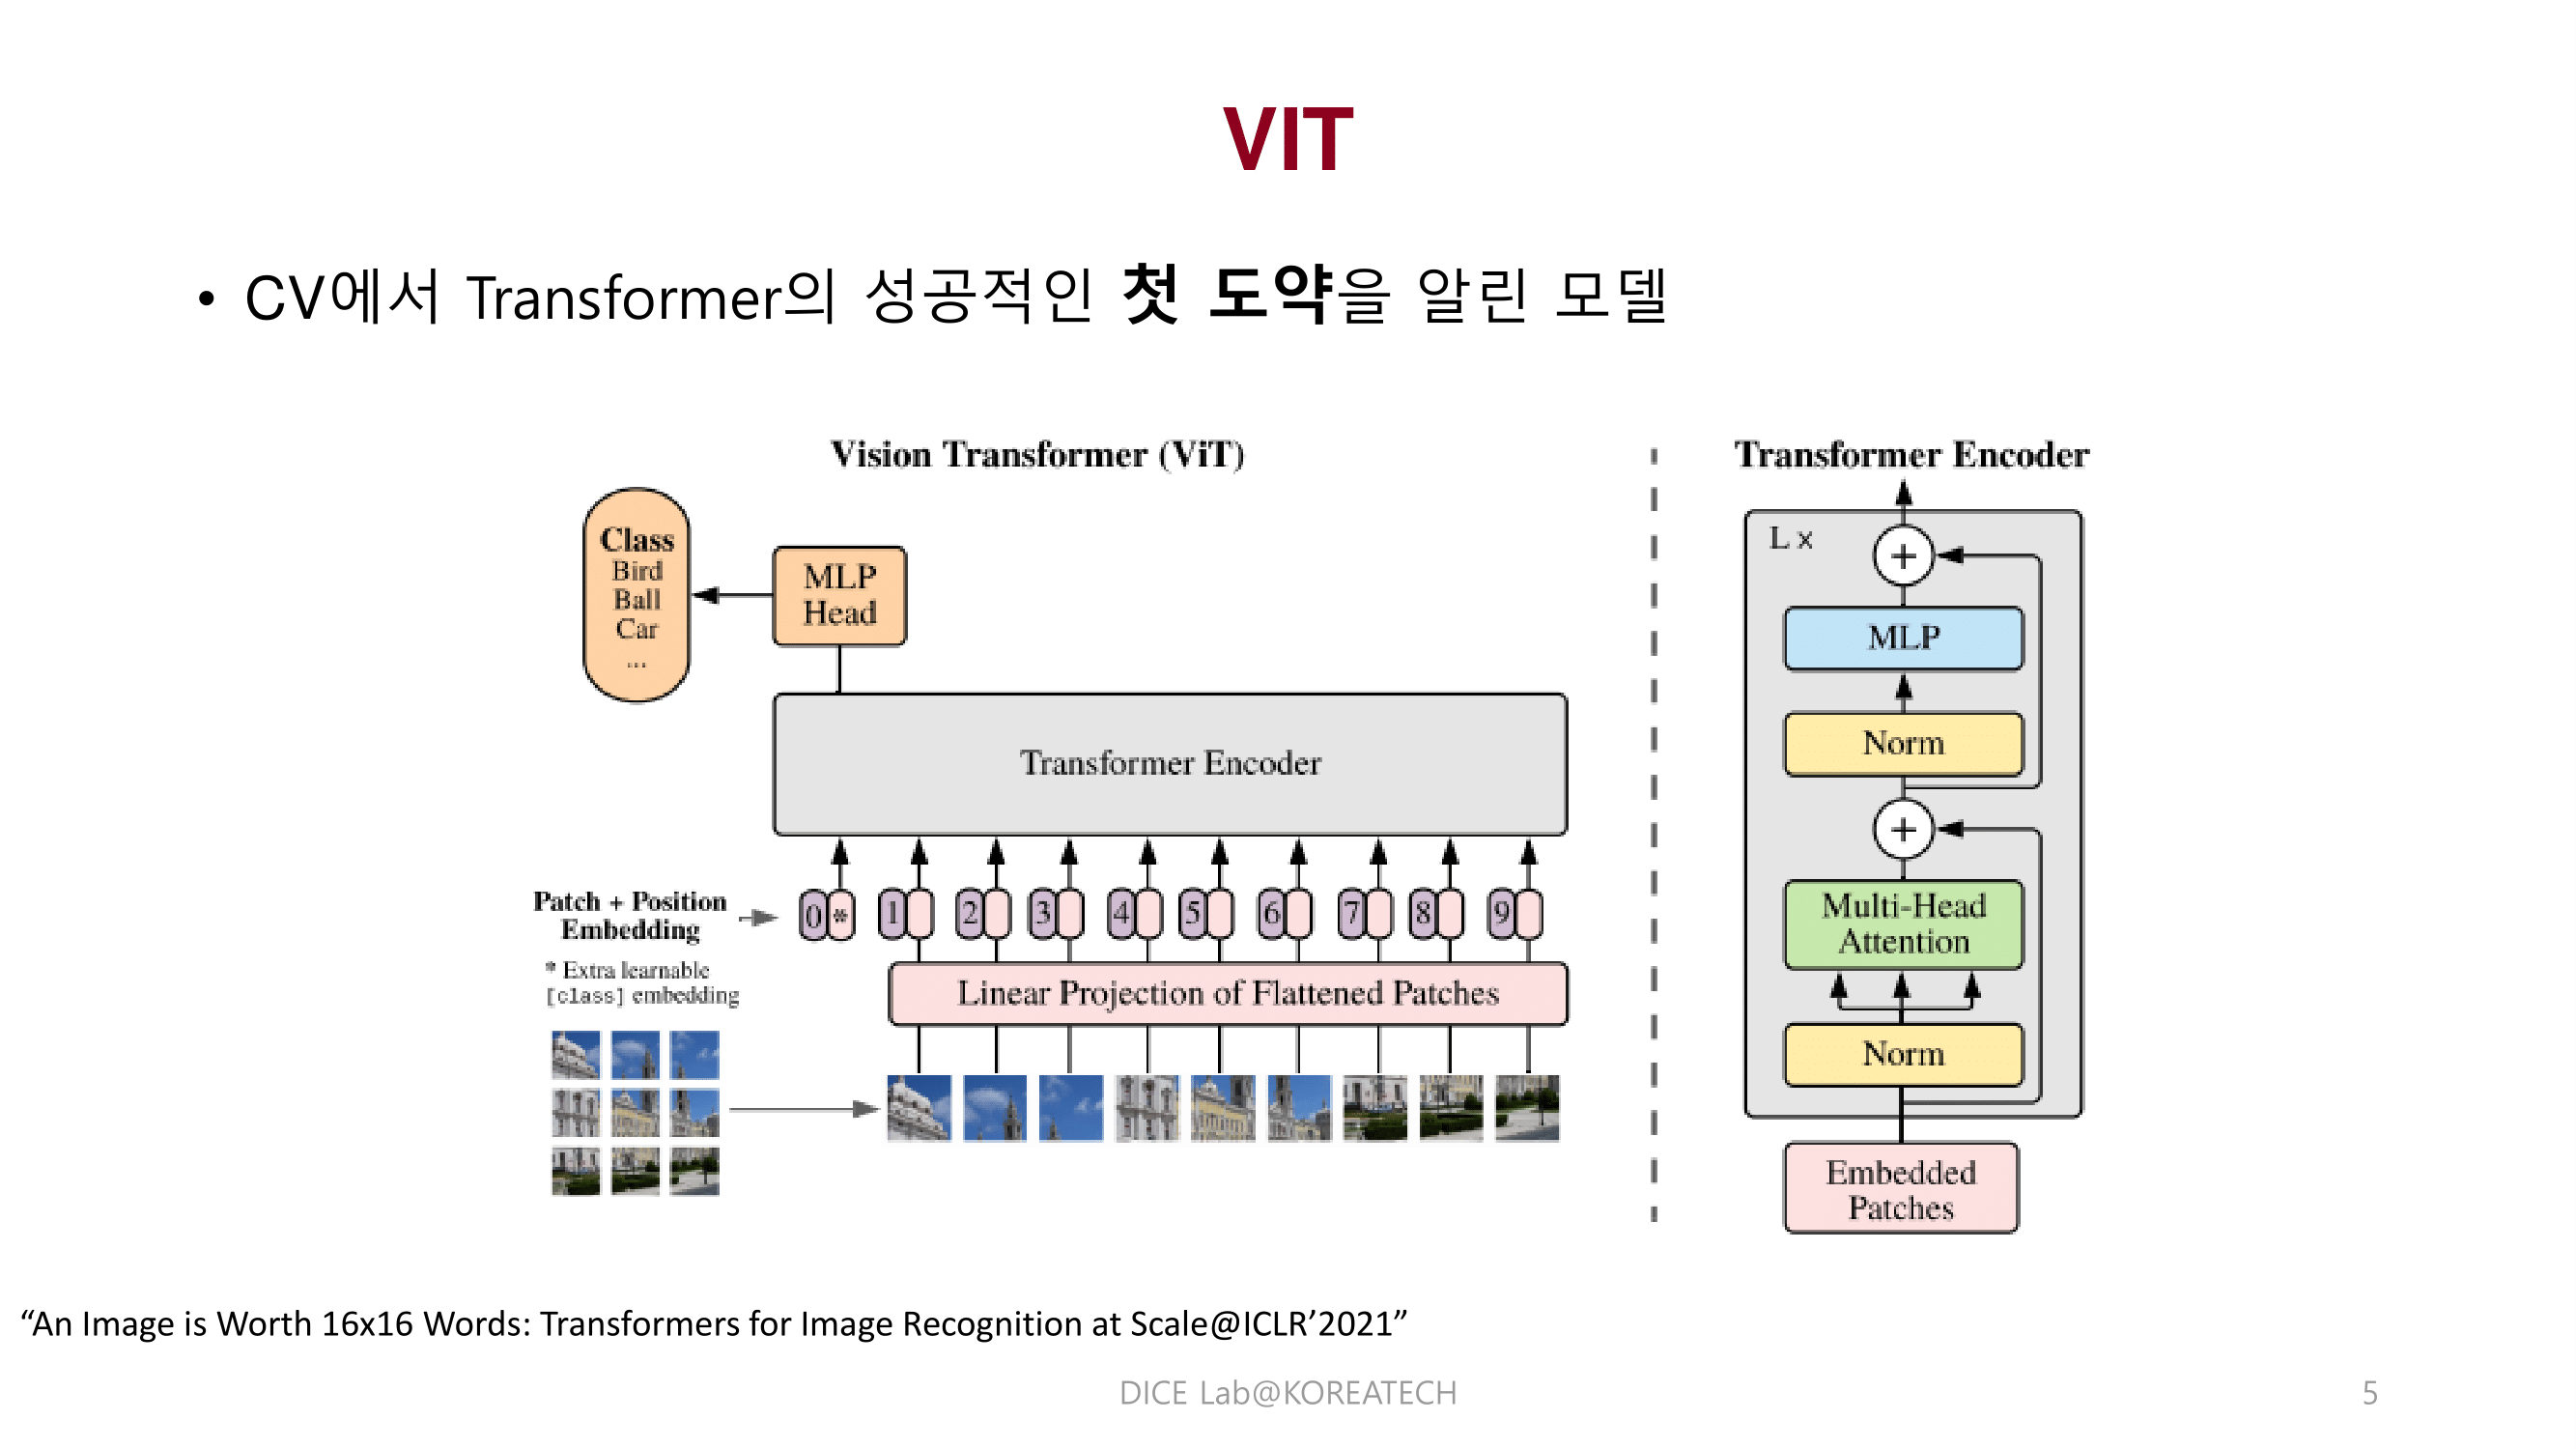 VIT
• CV에서 Transformer의 성공적인 첫 도약을 알린 모델
Vision Transformer (ViT)
Class
Bird
Ball
Car
...
MLP
Head
Transformer Encoder
Patch + Position
Embedding
0 * 1 2 3 4 5 6 7 8 9
* Extra learnable
[class] embedding
Linear Projection of Flattened Patches
Transformer Encoder
L x
+
MLP
Norm
+
Multi-Head
Attention
Norm
Embedded
Patches
“An Image is Worth 16x16 Words: Transformers for Image Recognition at Scale@ICLR’2021”
DICE Lab@KOREATECH
5